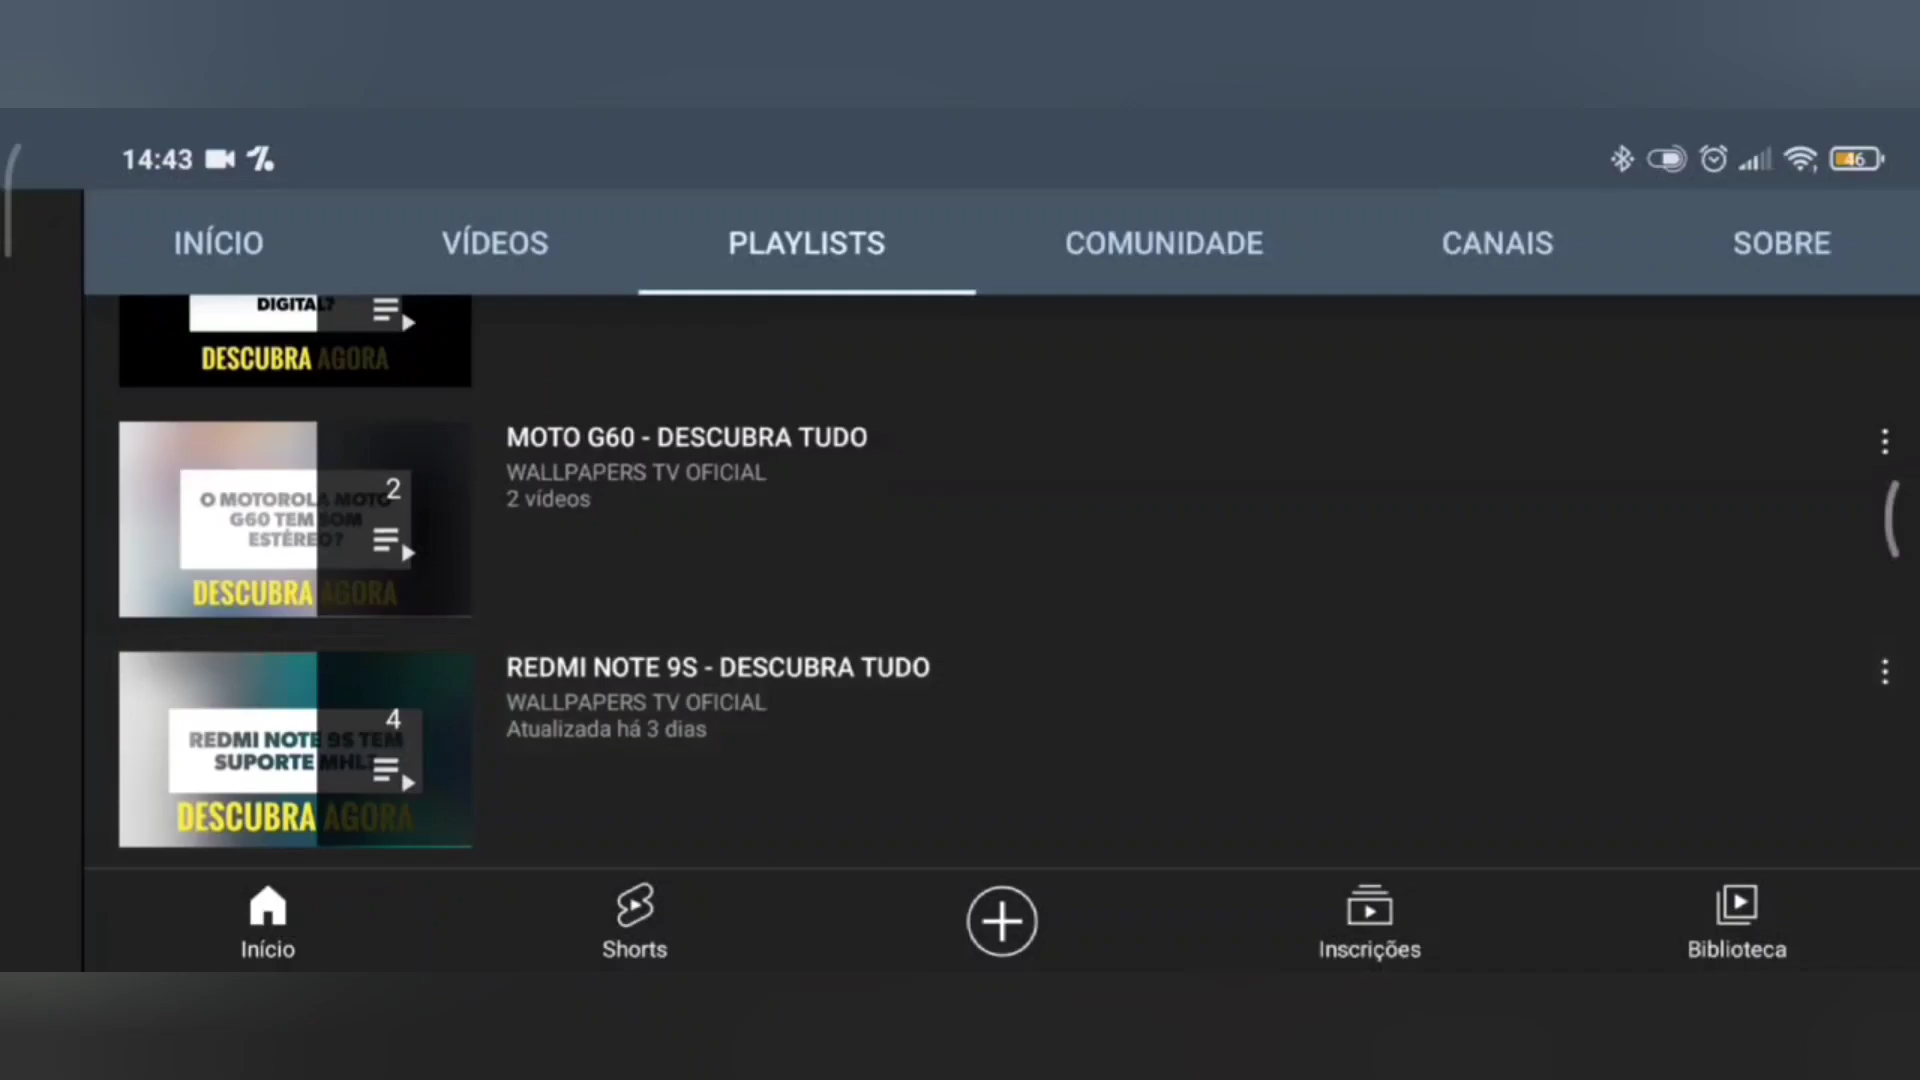 14:43
46
INÍCIO VÍDEOS PLAYLISTS COMUNIDADE CANAIS SOBRE
DIGITAL?
DESCUBRA AGORA
MOTO G60 - DESCUBRA TUDO
WALLPAPERS TV OFICIAL
2 vídeos
2
O MOTOROLA MOTO
G60 TEM SOM
ESTÉREO?
DESCUBRA AGORA
REDMI NOTE 9S - DESCUBRA TUDO
WALLPAPERS TV OFICIAL
Atualizada há 3 dias
4
REDMI NOTE 9S TEM
SUPORTE MHL?
DESCUBRA AGORA
Início Shorts Inscrições Biblioteca